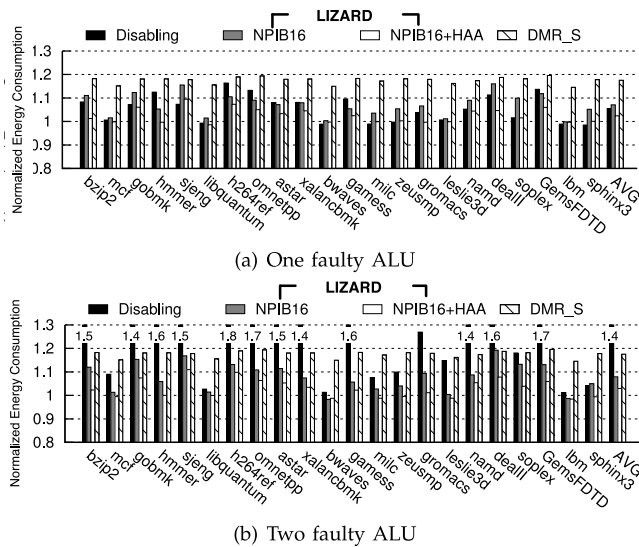 LIZARD
Disabling NPIB16 NPIB16+HAA DMR_S
Normalized Energy Consumption
1.3
1.2
1.1
1
0.9
0.8
bzip2 mcf gobmk hmmer sjeng libquantum h264ref omnetpp astar xalancbmk bwaves gamess milc zeusmp gromacs leslie3d namd dealII soplex GemsFDTD lbm sphinx3 AVG
(a) One faulty ALU
LIZARD
Disabling NPIB16 NPIB16+HAA DMR_S
Normalized Energy Consumption
1.3
1.2
1.1
1
0.9
0.8
1.5 1.4 1.6 1.5 1.8 1.7 1.5 1.4 1.6 1.4 1.6 1.7 1.4
bzip2 mcf gobmk hmmer sjeng libquantum h264ref omnetpp astar xalancbmk bwaves gamess milc zeusmp gromacs leslie3d namd dealII soplex GemsFDTD lbm sphinx3 AVG
(b) Two faulty ALU